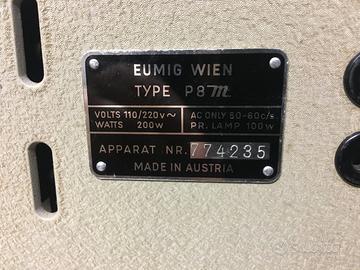 EUMIG WIEN
TYPE P8m
VOLTS 110/220v~
WATTS 200w
AC ONLY 50-60c/s
PR. LAMP 100w
APPARAT NR. 774235
MADE IN AUSTRIA